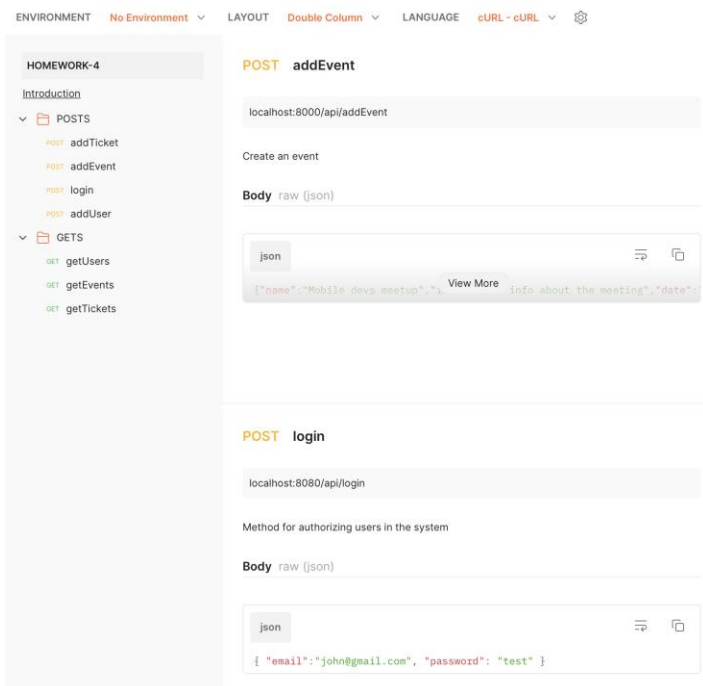 ENVIRONMENT No Environment LAYOUT Double Column LANGUAGE cURL - cURL
HOMEWORK-4
Introduction
POSTS
POST addTicket
POST addEvent
POST login
POST addUser
GETS
GET getUsers
GET getEvents
GET getTickets
POST addEvent
localhost:8000/api/addEvent
Create an event
Body raw (json)
json
View More
{"name":"Mobile devs meetup"," info about the meeting","date":
POST login
localhost:8080/api/login
Method for authorizing users in the system
Body raw (json)
json
{ "email":"john@gmail.com", "password": "test" }